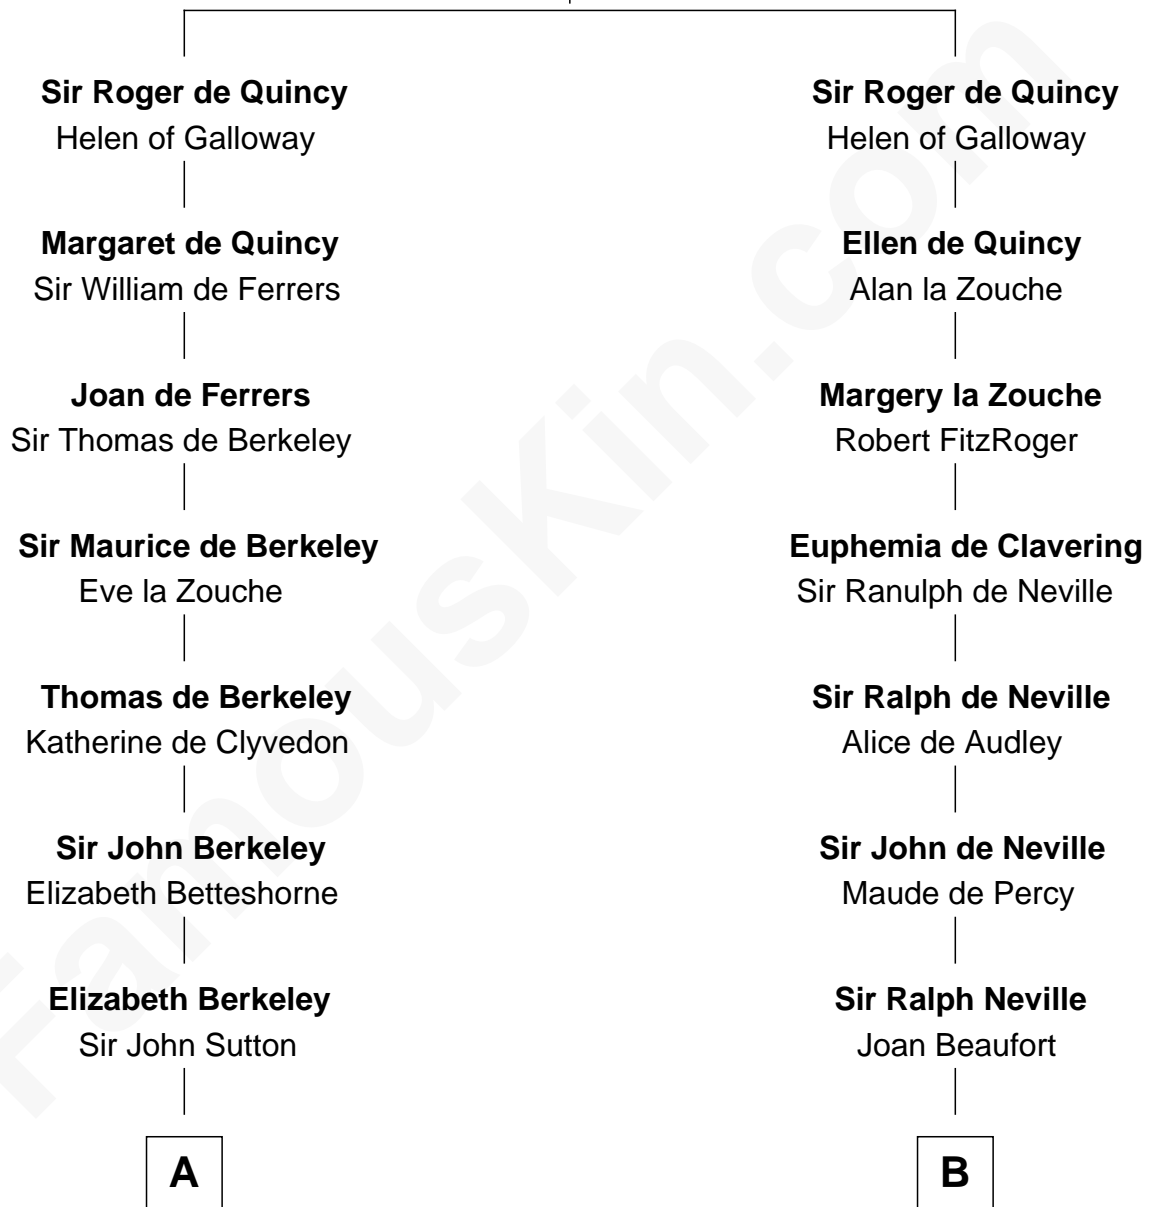 Sir Roger de Quincy
Helen of Galloway
Margaret de Quincy
Sir William de Ferrers
Joan de Ferrers
Sir Thomas de Berkeley
Sir Maurice de Berkeley
Eve la Zouche
Thomas de Berkeley
Katherine de Clyvedon
Sir John Berkeley
Elizabeth Betteshorne
Elizabeth Berkeley
Sir John Sutton
A
Sir Roger de Quincy
Helen of Galloway
Ellen de Quincy
Alan la Zouche
Margery la Zouche
Robert FitzRoger
Euphemia de Clavering
Sir Ranulph de Neville
Sir Ralph de Neville
Alice de Audley
Sir John de Neville
Maude de Percy
Sir Ralph Neville
Joan Beaufort
B
FamousKin.com